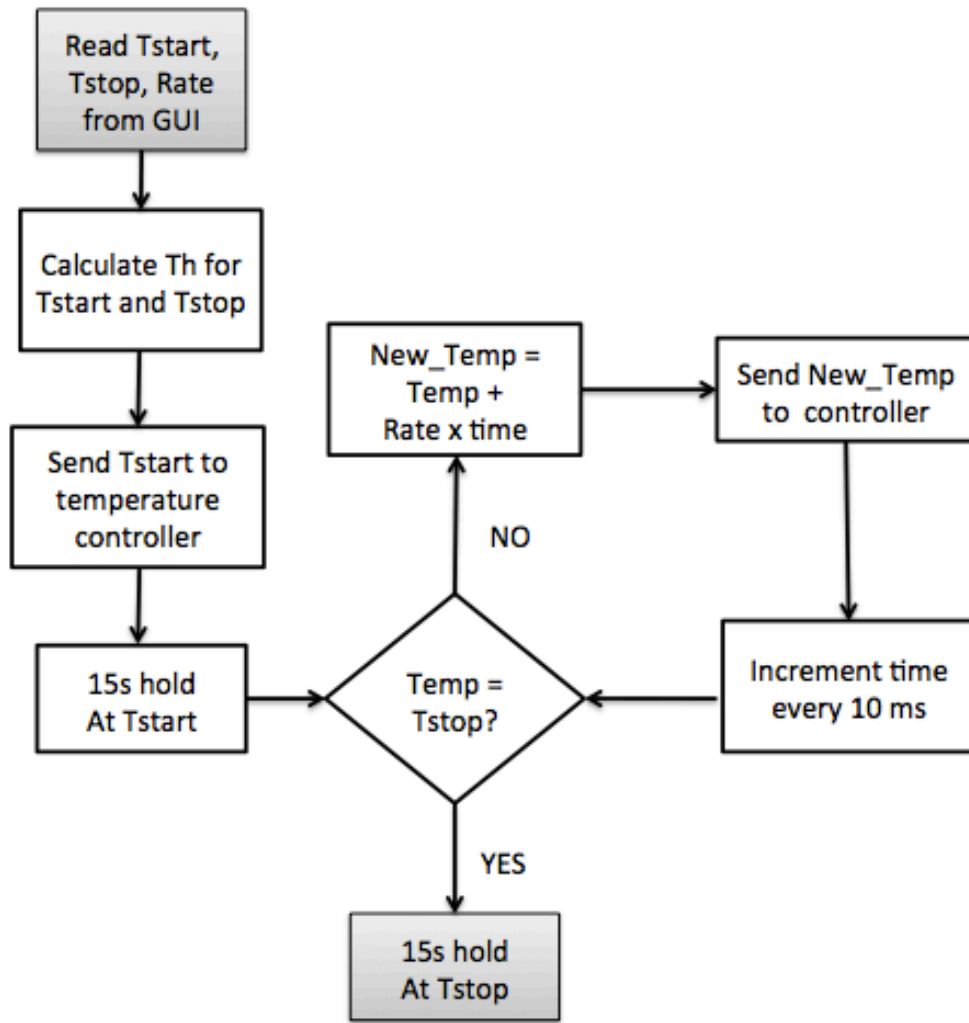 Read Tstart,
Tstop, Rate
from GUI
Calculate Th for
Tstart and Tstop
Send Tstart to
temperature
controller
15s hold
At Tstart
Temp =
Tstop?
NO
New_Temp =
Temp +
Rate x time
Send New_Temp
to controller
Increment time
every 10 ms
YES
15s hold
At Tstop